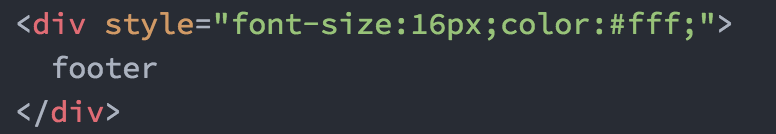 <div style="font-size:16px;color:#fff;">
  footer
</div>